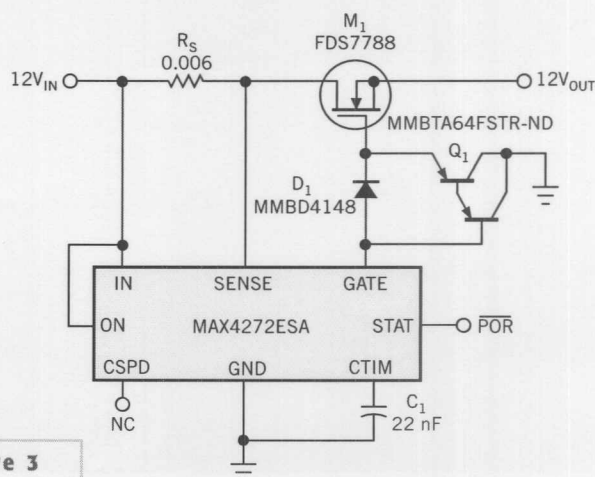 M1
FDS7788
RS
0.006
12VIN
12VOUT
MMBTA64FSTR-ND
Q1
D1
MMBD4148
IN
SENSE
GATE
ON
MAX4272ESA
STAT
POR
CSPD
GND
CTIM
NC
C1
22 nF
e 3